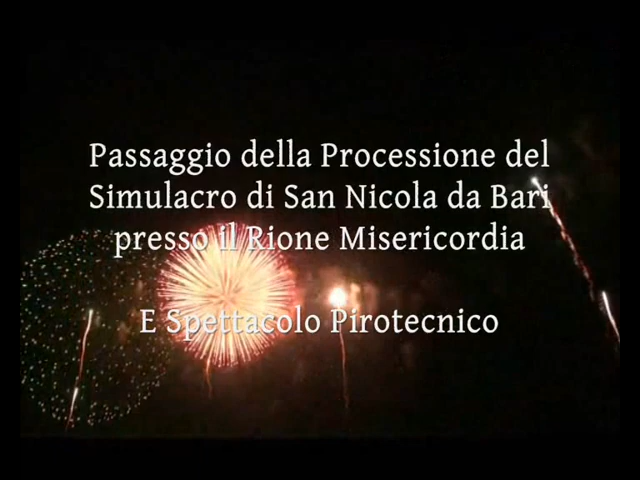 Passaggio della Processione del
Simulacro di San Nicola da Bari
presso il Rione Misericordia
E Spettacolo Pirotecnico